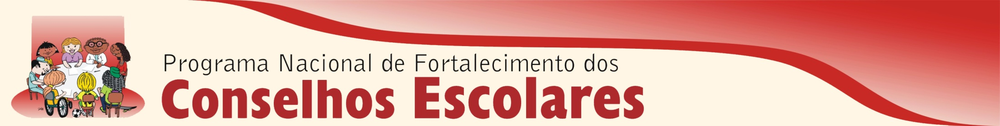 Programa Nacional de Fortalecimento dos
Conselhos Escolares